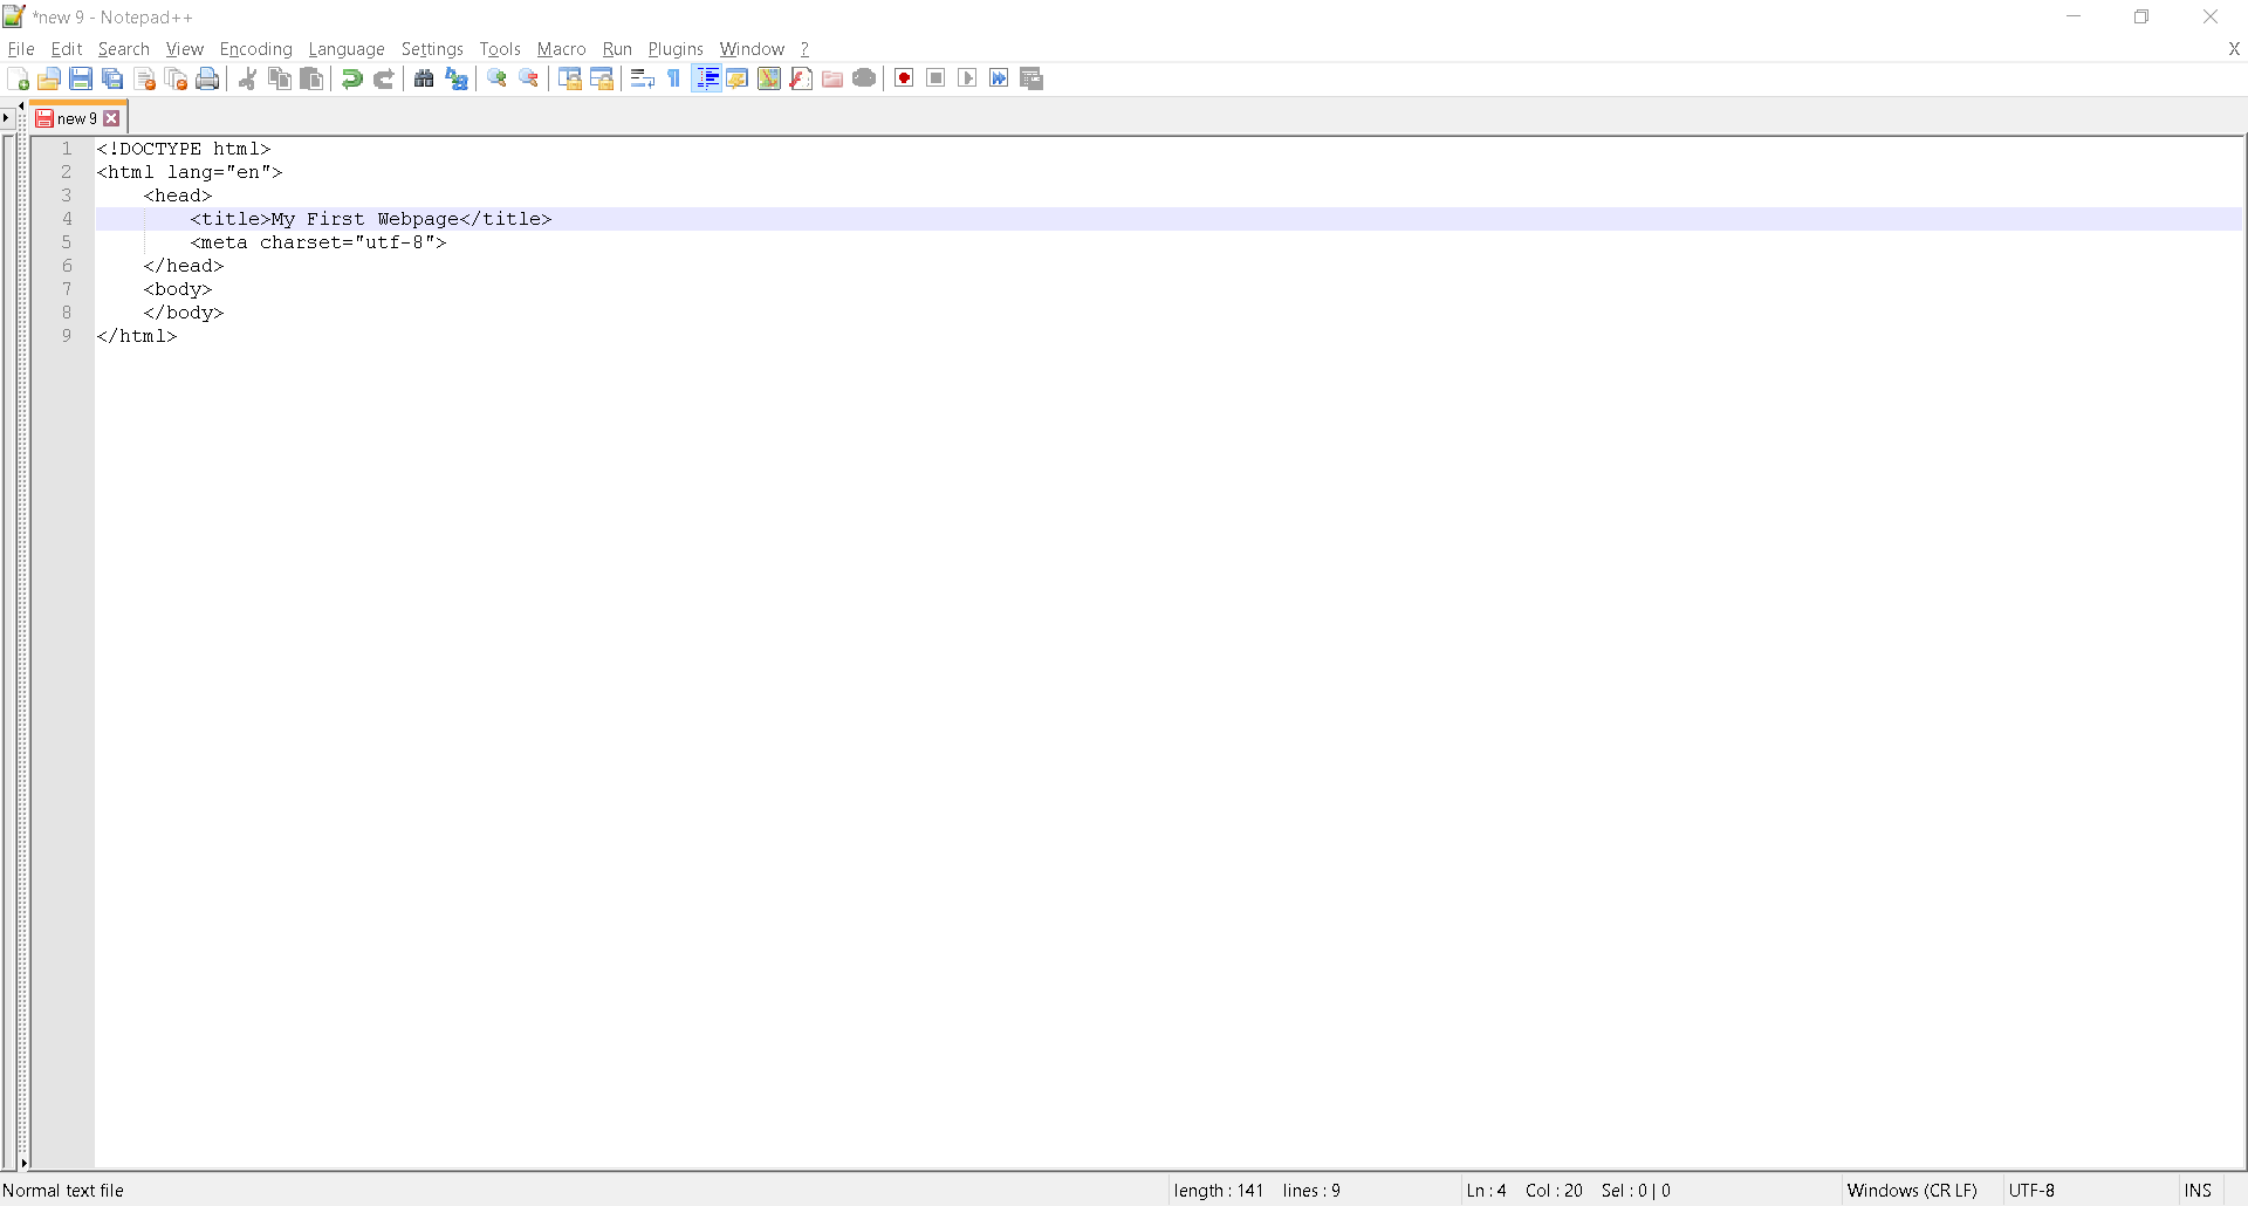 *new 9 - Notepad++
File Edit Search View Encoding Language Settings Tools Macro Run Plugins Window ?
X
new 9
1 <!DOCTYPE html>
2 <html lang="en">
3 <head>
4 <title>My First Webpage</title>
5 <meta charset="utf-8">
6 </head>
7 <body>
8 </body>
9 </html>
Normal text file length : 141 lines : 9 Ln : 4 Col : 20 Sel : 0 | 0 Windows (CR LF) UTF-8 INS